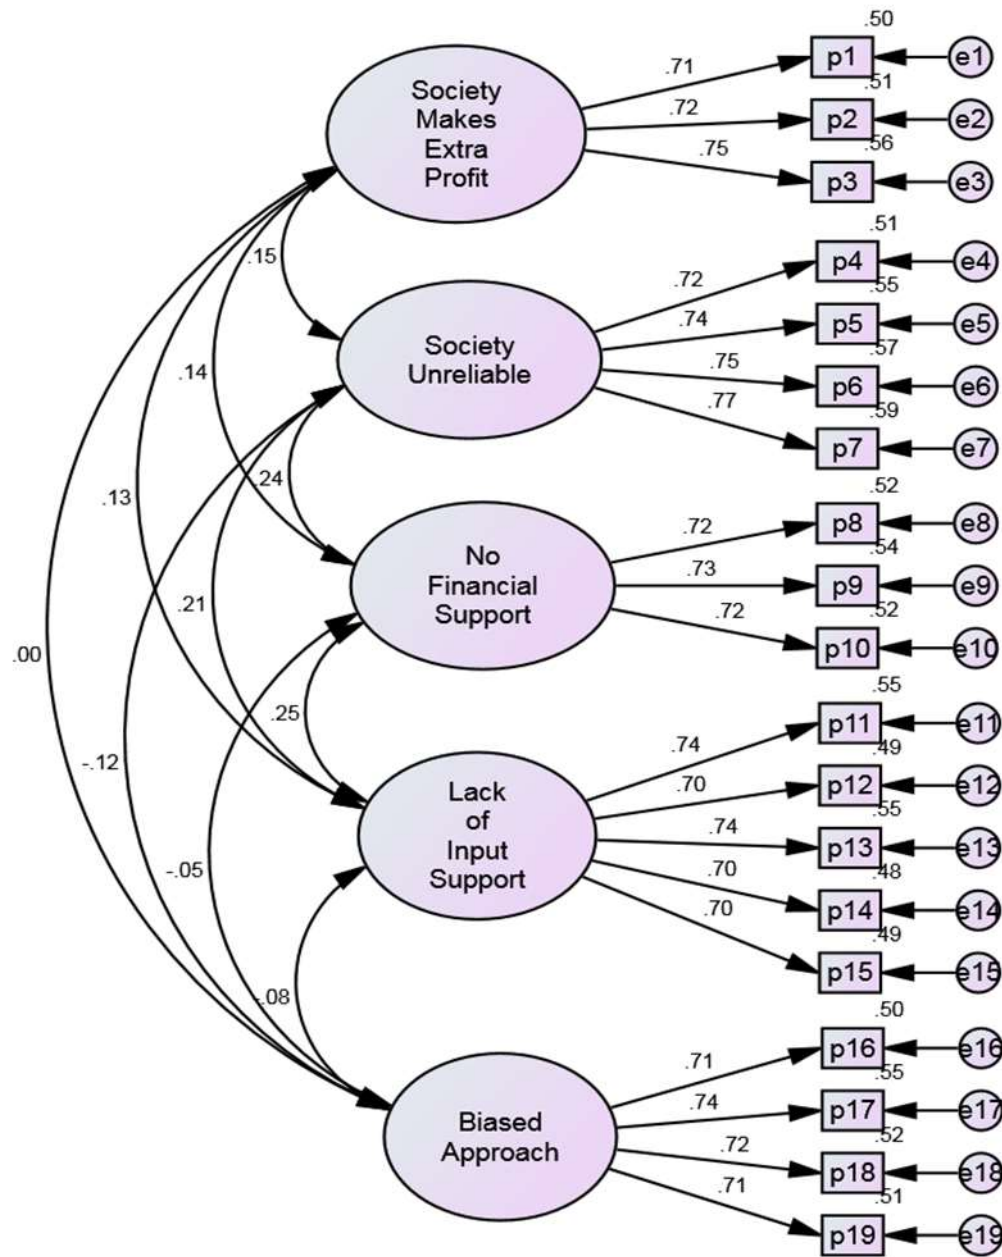 .50
.71
p1
e1
Society
Makes
Extra
Profit
.51
.72
p2
e2
.56
.75
p3
e3
.15
.51
.72
p4
e4
Society
Unreliable
.55
.74
p5
e5
.57
.75
p6
e6
.59
.77
p7
e7
.14
.24
.13
.52
.72
p8
e8
No
Financial
Support
.54
.73
p9
e9
.52
.72
p10
e10
.21
.00
.25
.55
.74
p11
e11
Lack
of
Input
Support
.49
.70
p12
e12
.55
.74
p13
e13
.48
.70
p14
e14
.49
.70
p15
e15
-.12
-.05
-.08
.50
.71
p16
e16
Biased
Approach
.55
.74
p17
e17
.52
.72
p18
e18
.51
.71
p19
e19